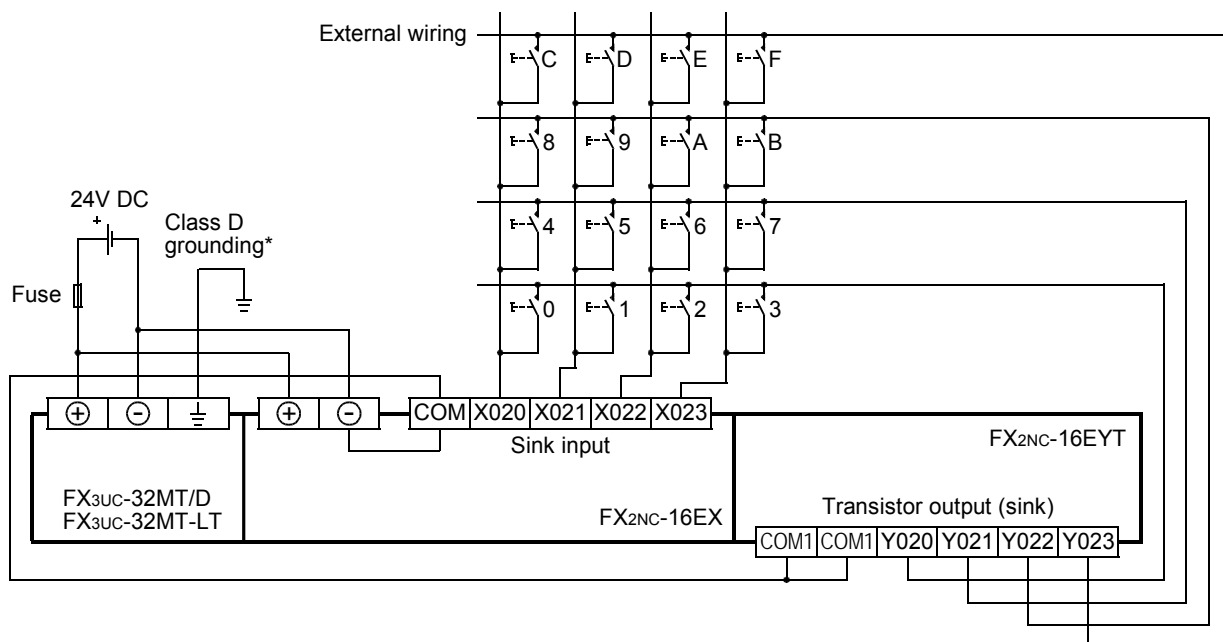 External wiring
C D E F
8 9 A B
24V DC
+
Class D
grounding*
4 5 6 7
Fuse
0 1 2 3
+ - COM X020 X021 X022 X023
+ -
Sink input
FX2NC-16EYT
FX3UC-32MT/D
FX3UC-32MT-LT
FX2NC-16EX
Transistor output (sink)
COM1 COM1 Y020 Y021 Y022 Y023